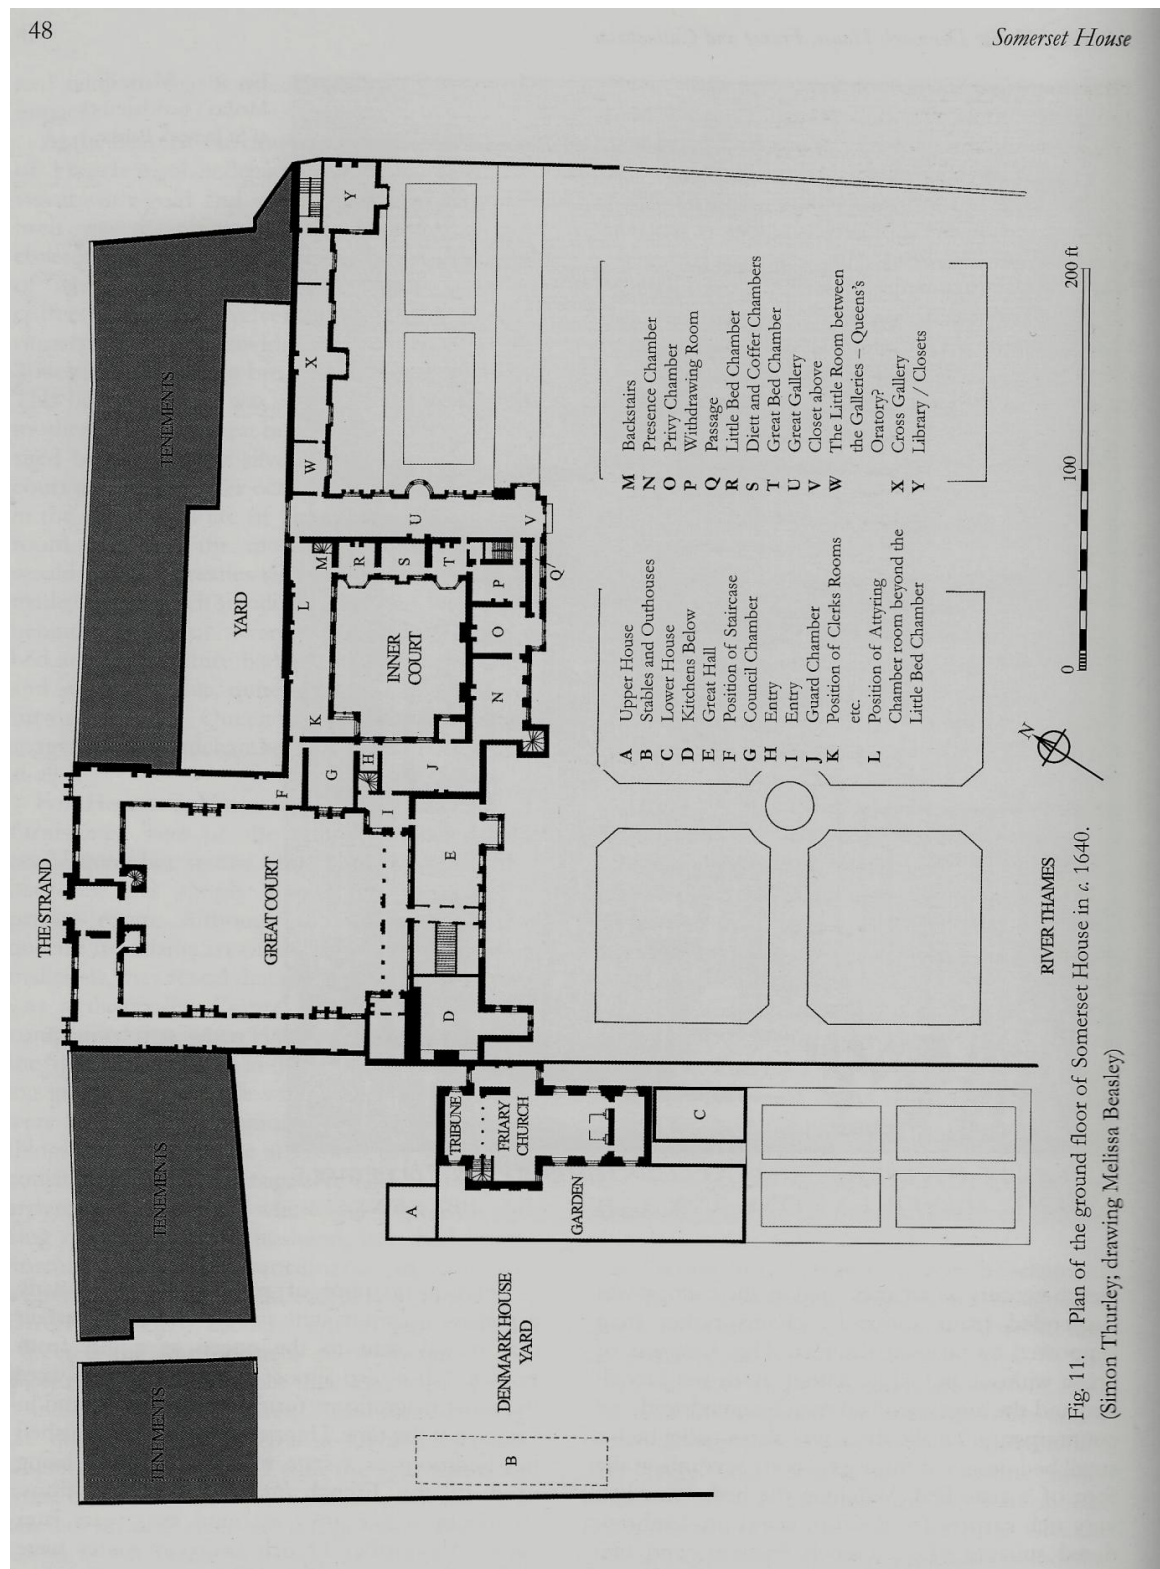 48
Somerset House
THE STRAND
TENEMENTS
TENEMENTS
TENEMENTS
YARD
GREAT COURT
INNER
COURT
F
G
H
I
J
K
L
M
N
O
P
Q
R
S
T
U
V
W
X
Y
E
D
TRIBUNE
FRIARY
CHURCH
A
C
GARDEN
DENMARK HOUSE
YARD
B
A Upper House
B Stables and Outhouses
C Lower House
D Kitchens Below
E Great Hall
F Position of Staircase
G Council Chamber
H Entry
I Entry
J Guard Chamber
K Position of Clerks Rooms
etc.
L Position of Attyring
Chamber room beyond the
Little Bed Chamber
M Backstairs
N Presence Chamber
O Privy Chamber
P Withdrawing Room
Q Passage
R Little Bed Chamber
S Diett and Coffer Chambers
T Great Bed Chamber
U Great Gallery
V Closet above
W The Little Room between
the Galleries – Queens's
Oratory?
X Cross Gallery
Y Library / Closets
N
0 100 200 ft
RIVER THAMES
Fig. 11. Plan of the ground floor of Somerset House in c. 1640.
(Simon Thurley; drawing Melissa Beasley)